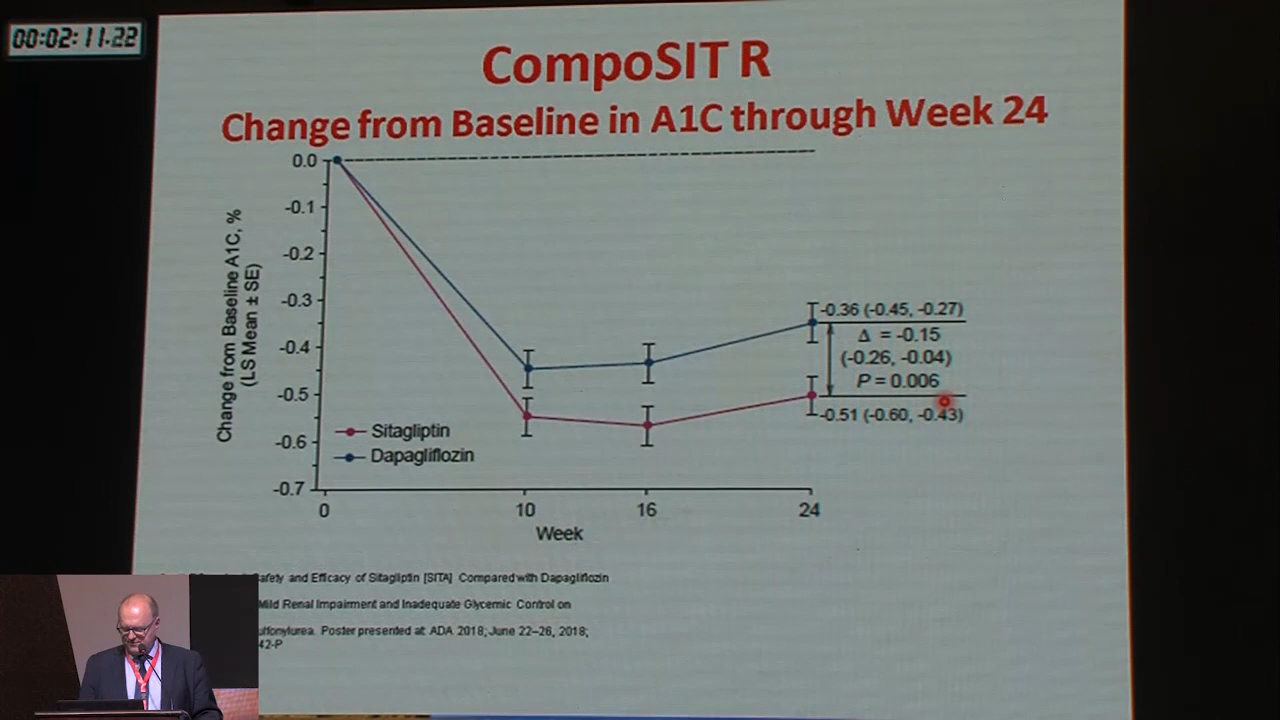 00:02:11.22
CompoSIT R
Change from Baseline in A1C through Week 24
Change from Baseline A1C, %
(LS Mean ± SE)
0.0
-0.1
-0.2
-0.3
-0.4
-0.5
-0.6
-0.7
-0.36 (-0.45, -0.27)
Δ = -0.15
(-0.26, -0.04)
P = 0.006
-0.51 (-0.60, -0.43)
Sitagliptin
Dapagliflozin
0 10 16 24
Week
Safety and Efficacy of Sitagliptin [SITA] Compared with Dapagliflozin
Mild Renal Impairment and Inadequate Glycemic Control on
ulfonylurea. Poster presented at: ADA 2018; June 22–26, 2018;
42-P